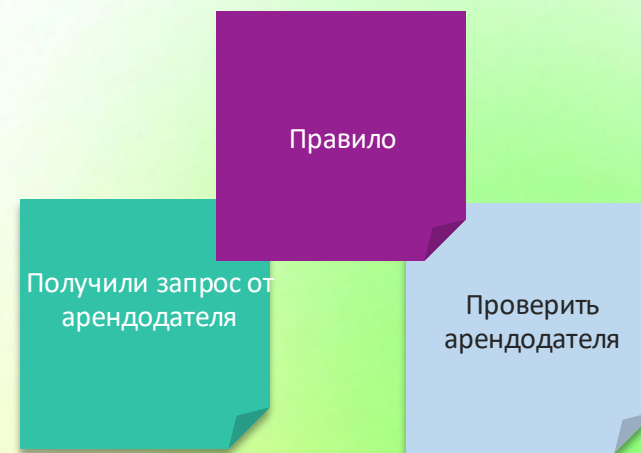 Правило
Получили запрос от
арендодателя
Проверить
арендодателя